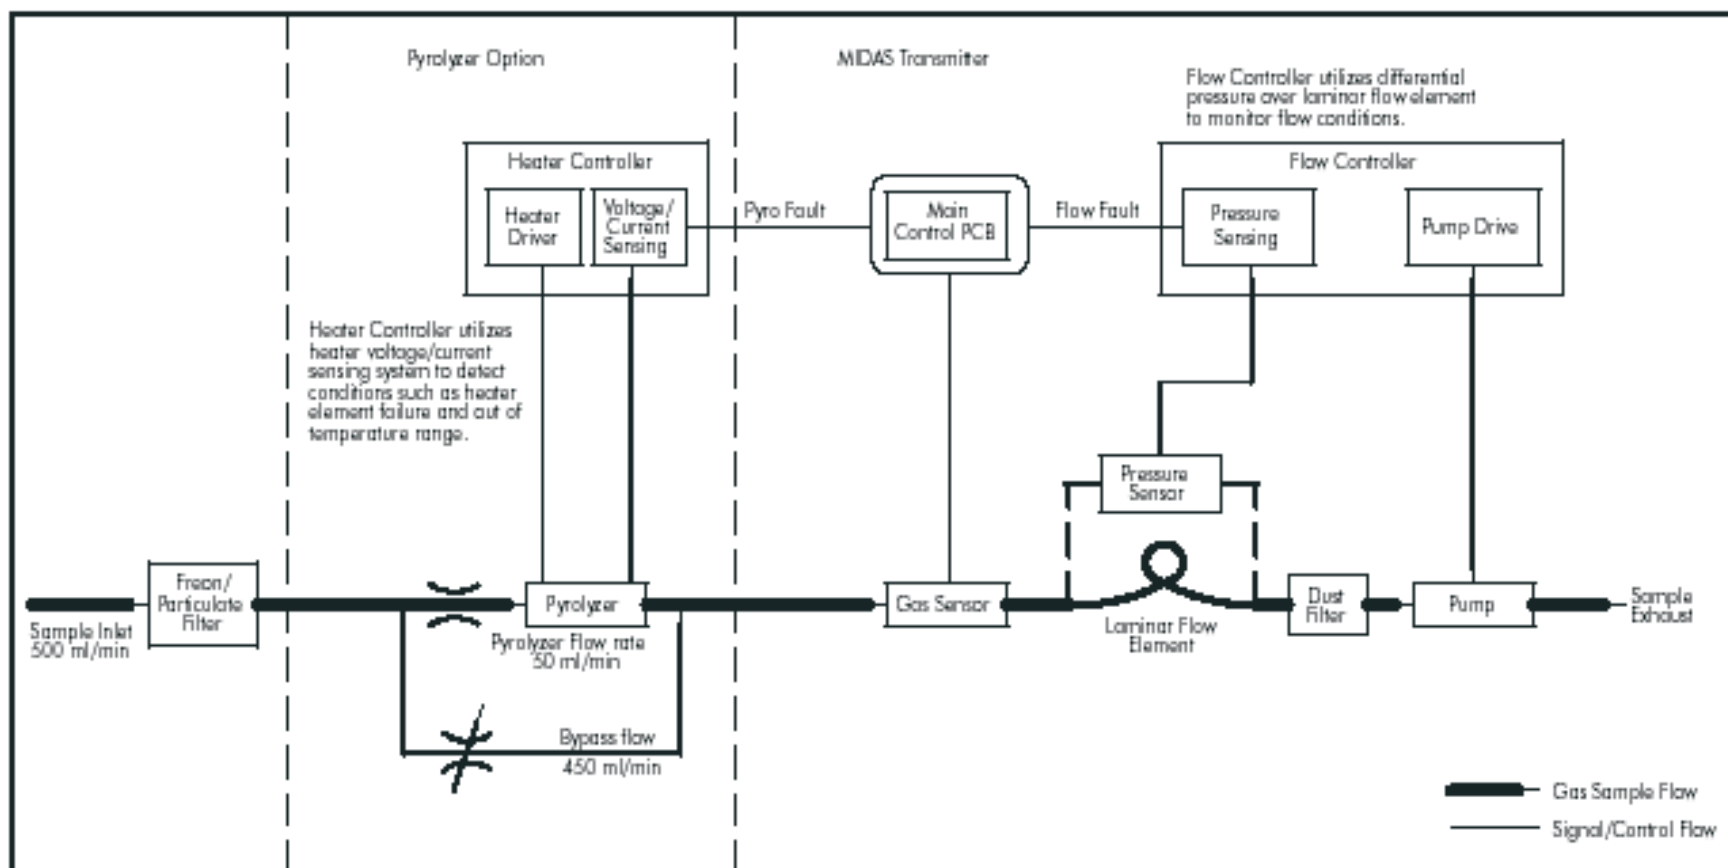 Pyrolyzer Option
MIDAS Transmitter
Flow Controller utilizes differential
pressure over laminar flow element
to monitor flow conditions.
Heater Controller
Flow Controller
Heater
Driver
Voltage/
Current
Sensing
Pyro Fault
Main
Control PCB
Flow Fault
Pressure
Sensing
Pump Drive
Heater Controller utilizes
heater voltage/current
sensing system to detect
conditions such as heater
element failure and out of
temperature range.
Pressure
Sensor
Freon/
Particulate
Filter
Sample Inlet
500 ml/min
Pyrolyzer
Pyrolyzer Flow rate
50 ml/min
Gas Sensor
Laminar Flow
Element
Dust
Filter
Pump
Sample
Exhaust
Bypass flow
450 ml/min
Gas Sample Flow
Signal/Control Flow